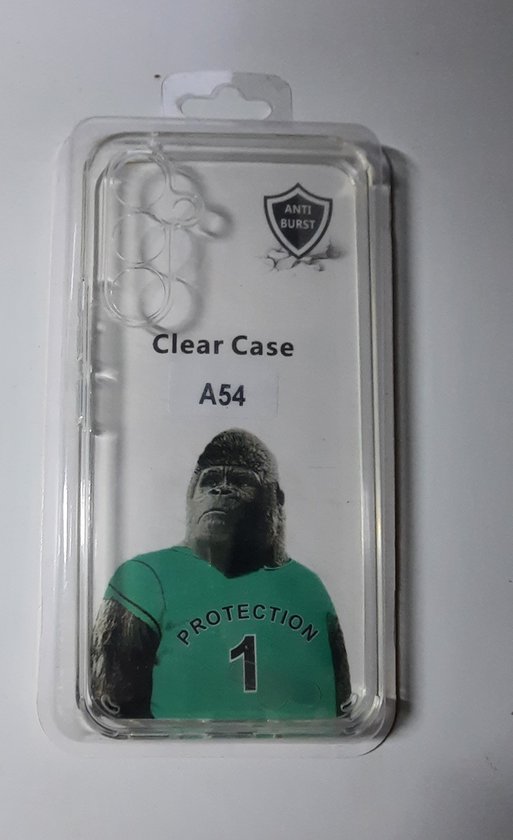 ANTI
BURST
Clear Case
A54
PROTECTION
1